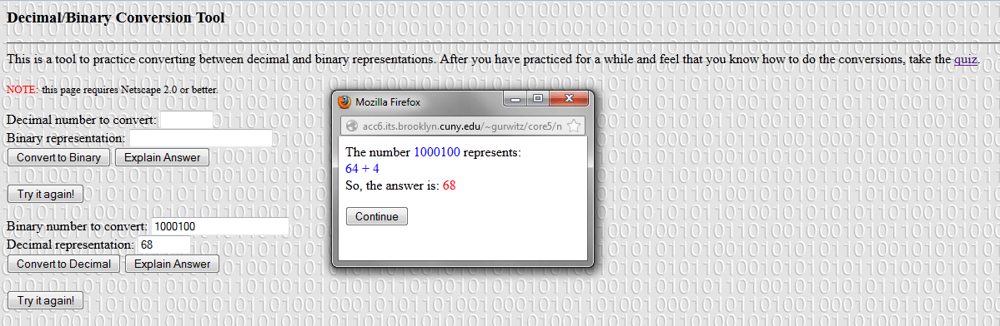 Decimal/Binary Conversion Tool
This is a tool to practice converting between decimal and binary representations. After you have practiced for a while and feel that you know how to do the conversions, take the quiz.
NOTE: this page requires Netscape 2.0 or better.
Decimal number to convert:
Binary representation:
Convert to Binary Explain Answer
Try it again!
Binary number to convert: 1000100
Decimal representation: 68
Convert to Decimal Explain Answer
Try it again!
Mozilla Firefox
acc6.its.brooklyn.cuny.edu/~gurwitz/core5/n
The number 1000100 represents:
64 + 4
So, the answer is: 68
Continue